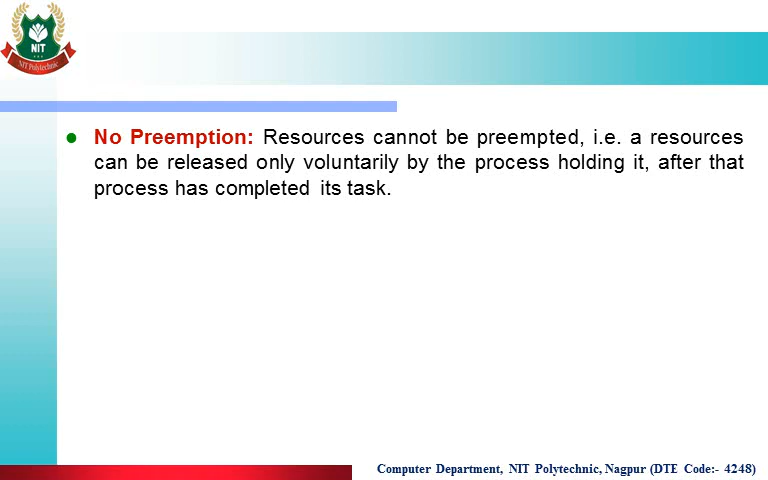 NIT
NIT Polytechnic
No Preemption: Resources cannot be preempted, i.e. a resources
can be released only voluntarily by the process holding it, after that
process has completed its task.
Computer Department, NIT Polytechnic, Nagpur (DTE Code:- 4248)